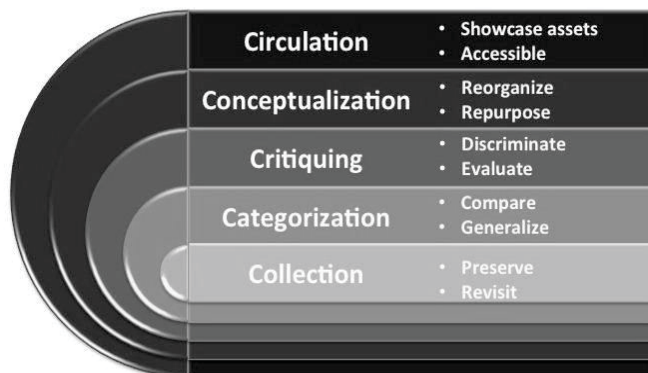 Circulation
• Showcase assets
• Accessible
Conceptualization
• Reorganize
• Repurpose
Critiquing
• Discriminate
• Evaluate
Categorization
• Compare
• Generalize
Collection
• Preserve
• Revisit